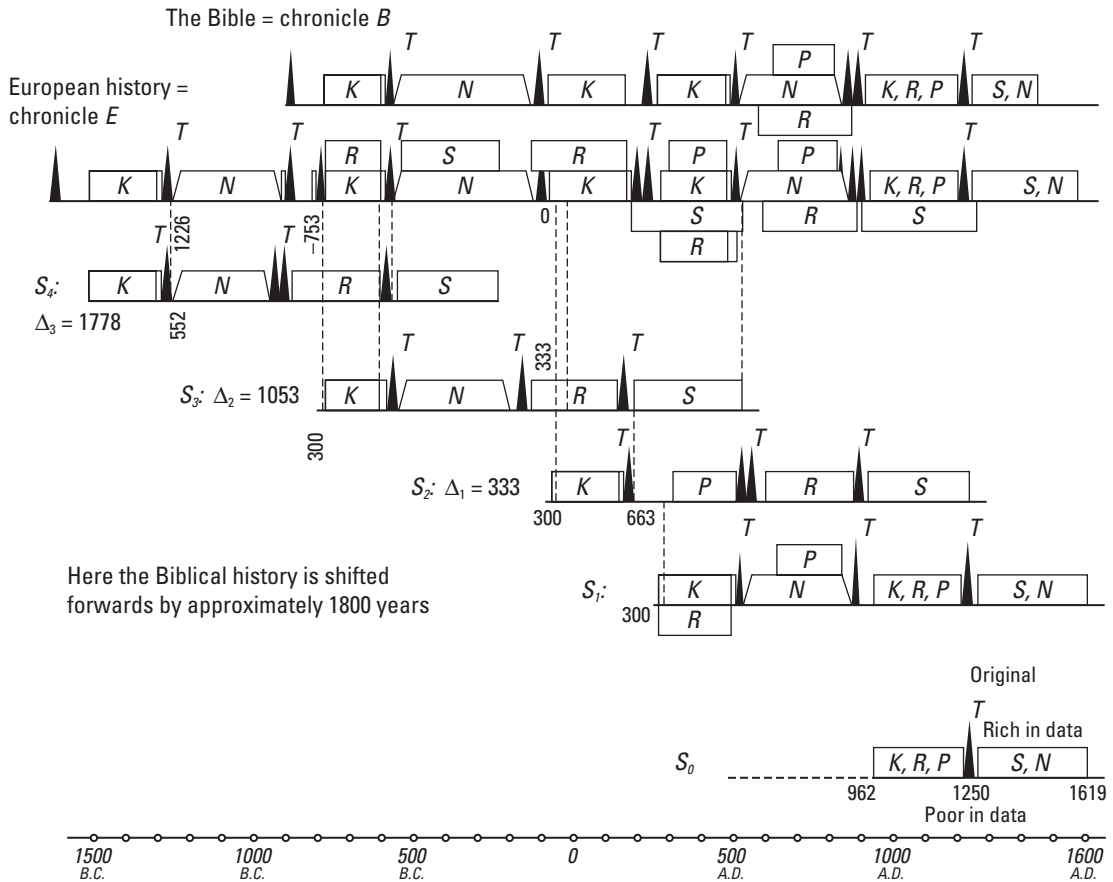 The Bible = chronicle B
T T T T T P
K N K K N K, R, P S, N
R
European history =
chronicle E
T T T T T T
R S R P P
K N K N K K N K, R, P S, N
1226 –753 0 S R S
R
T T
S4: K N R S
Δ3 = 1778
552
T T 333 T
S3: Δ2 = 1053 K N R S
300
T T T
S2: Δ1 = 333 K P R S
300 663
T T T
P
S1: K N K, R, P S, N
300 R
Here the Biblical history is shifted
forwards by approximately 1800 years
Original
T
Rich in data
S0 K, R, P S, N
962 1250 1619
Poor in data
1500 1000 500 0 500 1000 1600
B.C. B.C. B.C. A.D. A.D. A.D.